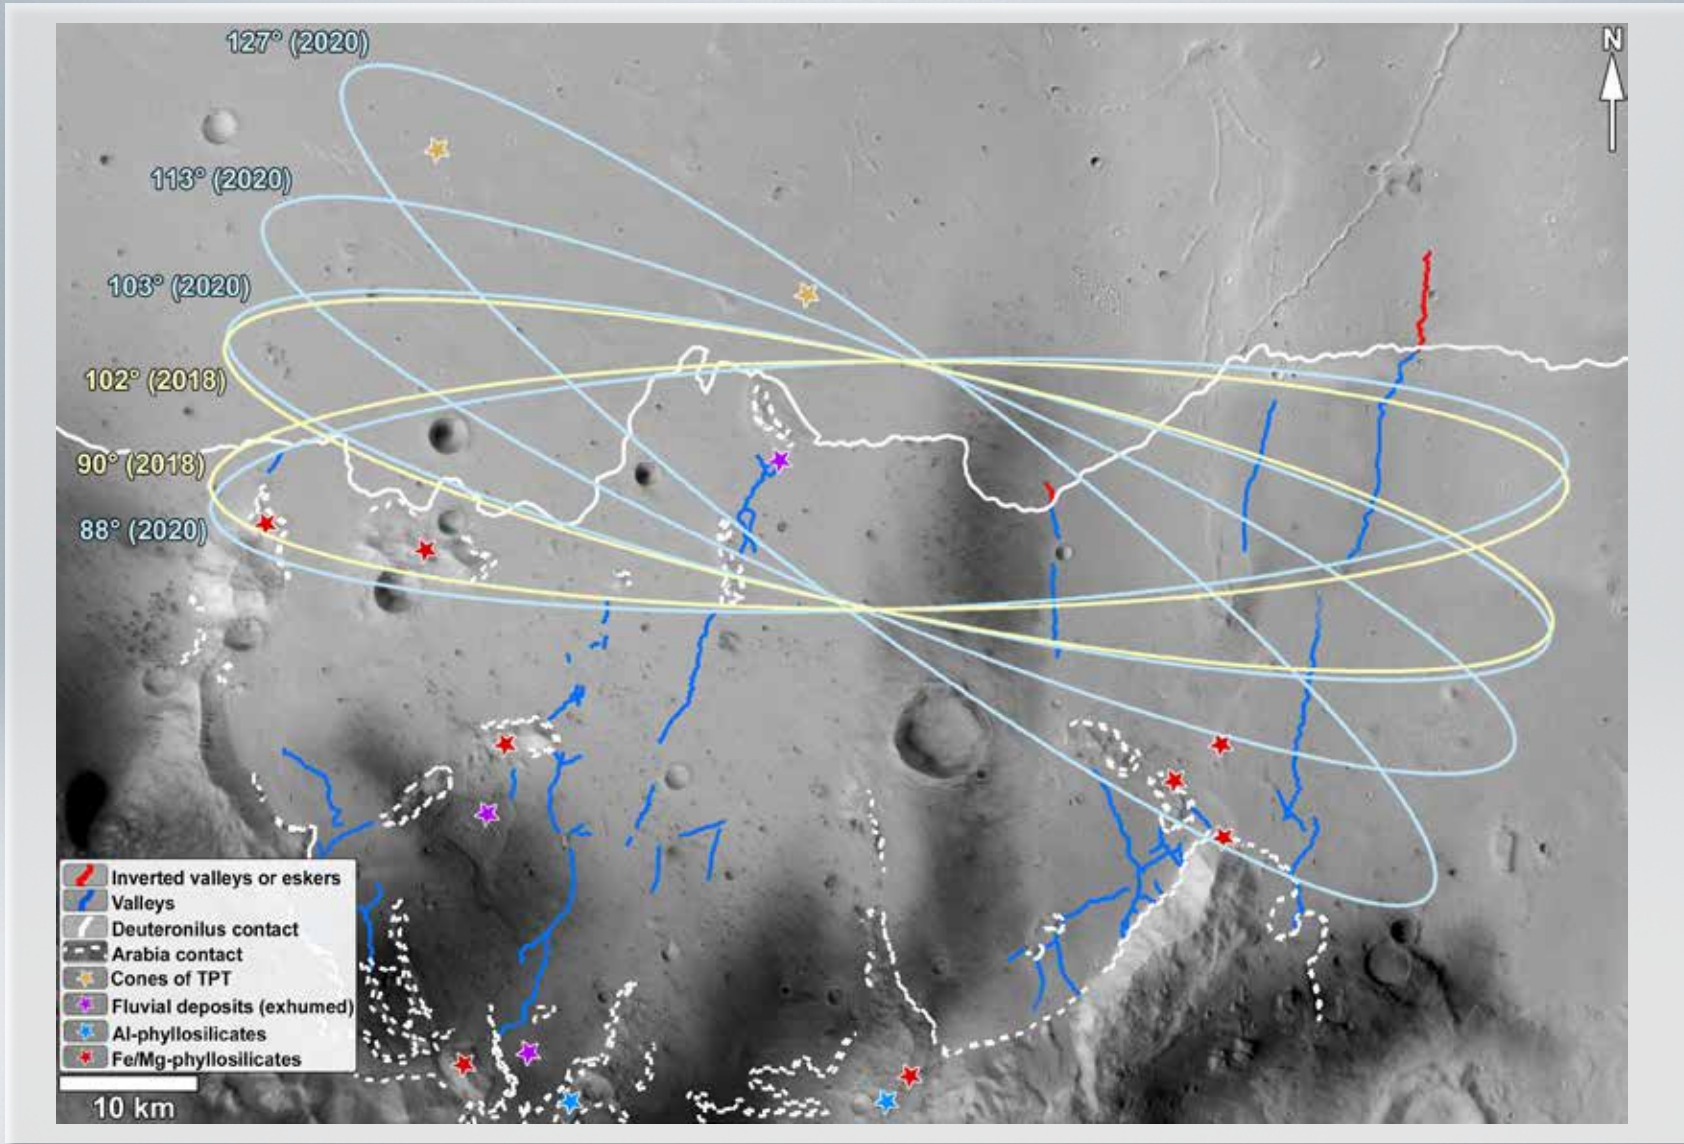 127° (2020)
N
113° (2020)
103° (2020)
102° (2018)
90° (2018)
88° (2020)
Inverted valleys or eskers
Valleys
Deuteronilus contact
Arabia contact
Cones of TPT
Fluvial deposits (exhumed)
Al-phyllosilicates
Fe/Mg-phyllosilicates
10 km